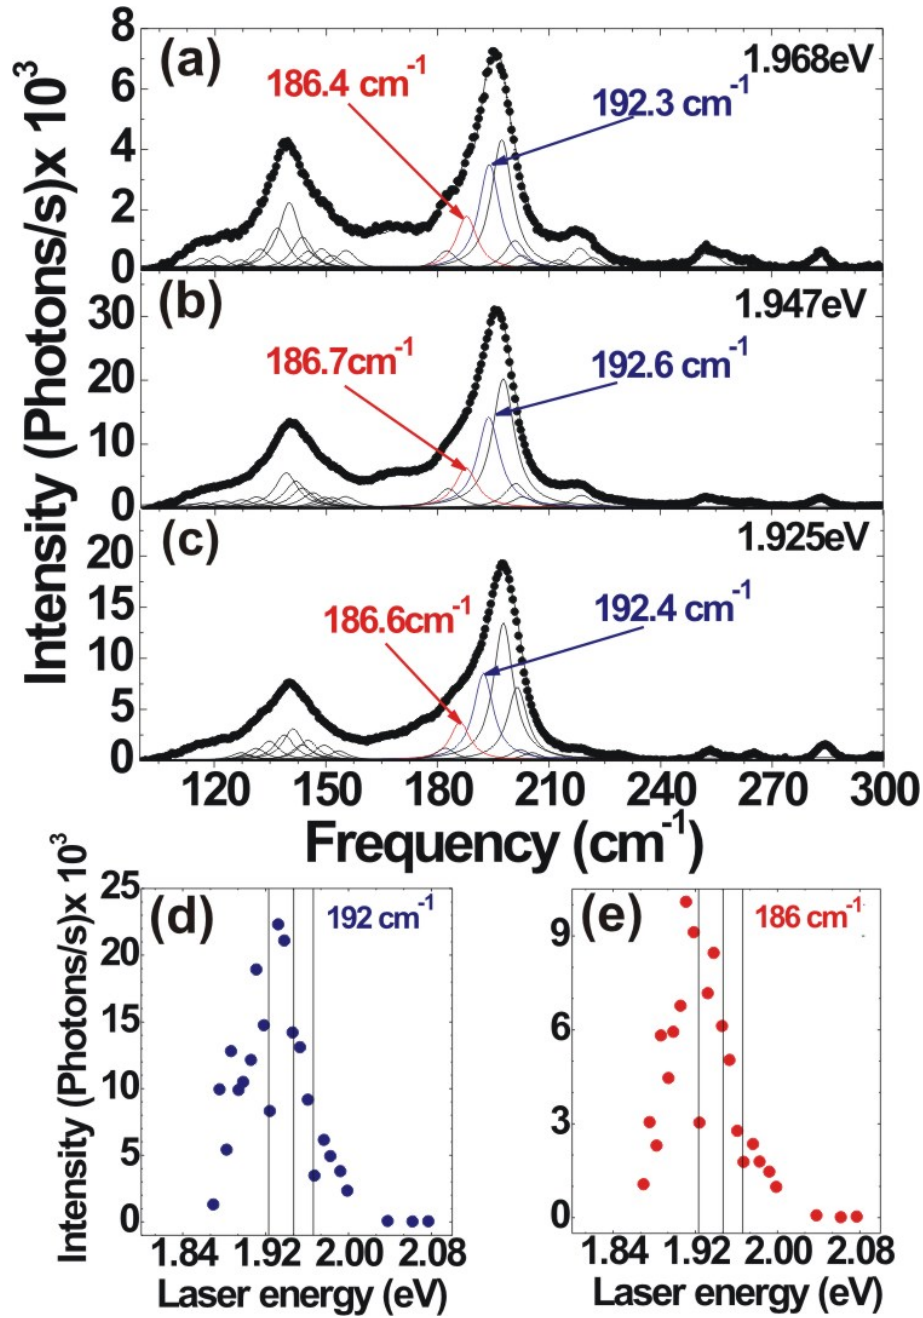 Intensity (Photons/s)x 10³
(a)
1.968eV
186.4 cm⁻¹
192.3 cm⁻¹
8
6
4
2
0
(b)
1.947eV
186.7cm⁻¹
192.6 cm⁻¹
30
20
10
0
(c)
1.925eV
186.6cm⁻¹
192.4 cm⁻¹
20
15
10
5
0
120 150 180 210 240 270 300
Frequency (cm⁻¹)
Intensity (Photons/s)x 10³
(d)
192 cm⁻¹
25
20
15
10
5
0
1.84 1.92 2.00 2.08
Laser energy (eV)
(e)
186 cm⁻¹
9
6
3
0
1.84 1.92 2.00 2.08
Laser energy (eV)